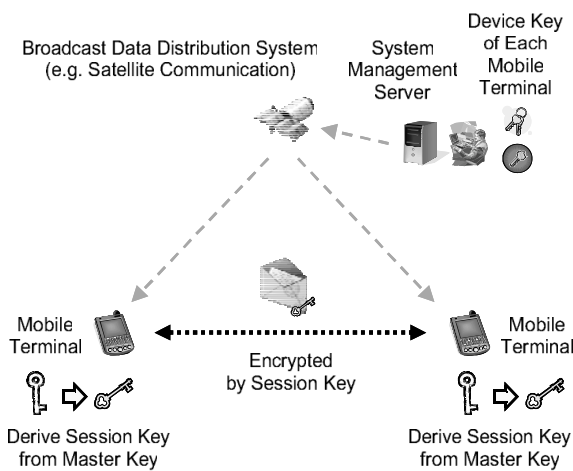 Broadcast Data Distribution System
(e.g. Satellite Communication)
System
Management
Server
Device Key
of Each
Mobile
Terminal
Mobile
Terminal
Encrypted
by Session Key
Mobile
Terminal
Derive Session Key
from Master Key
Derive Session Key
from Master Key